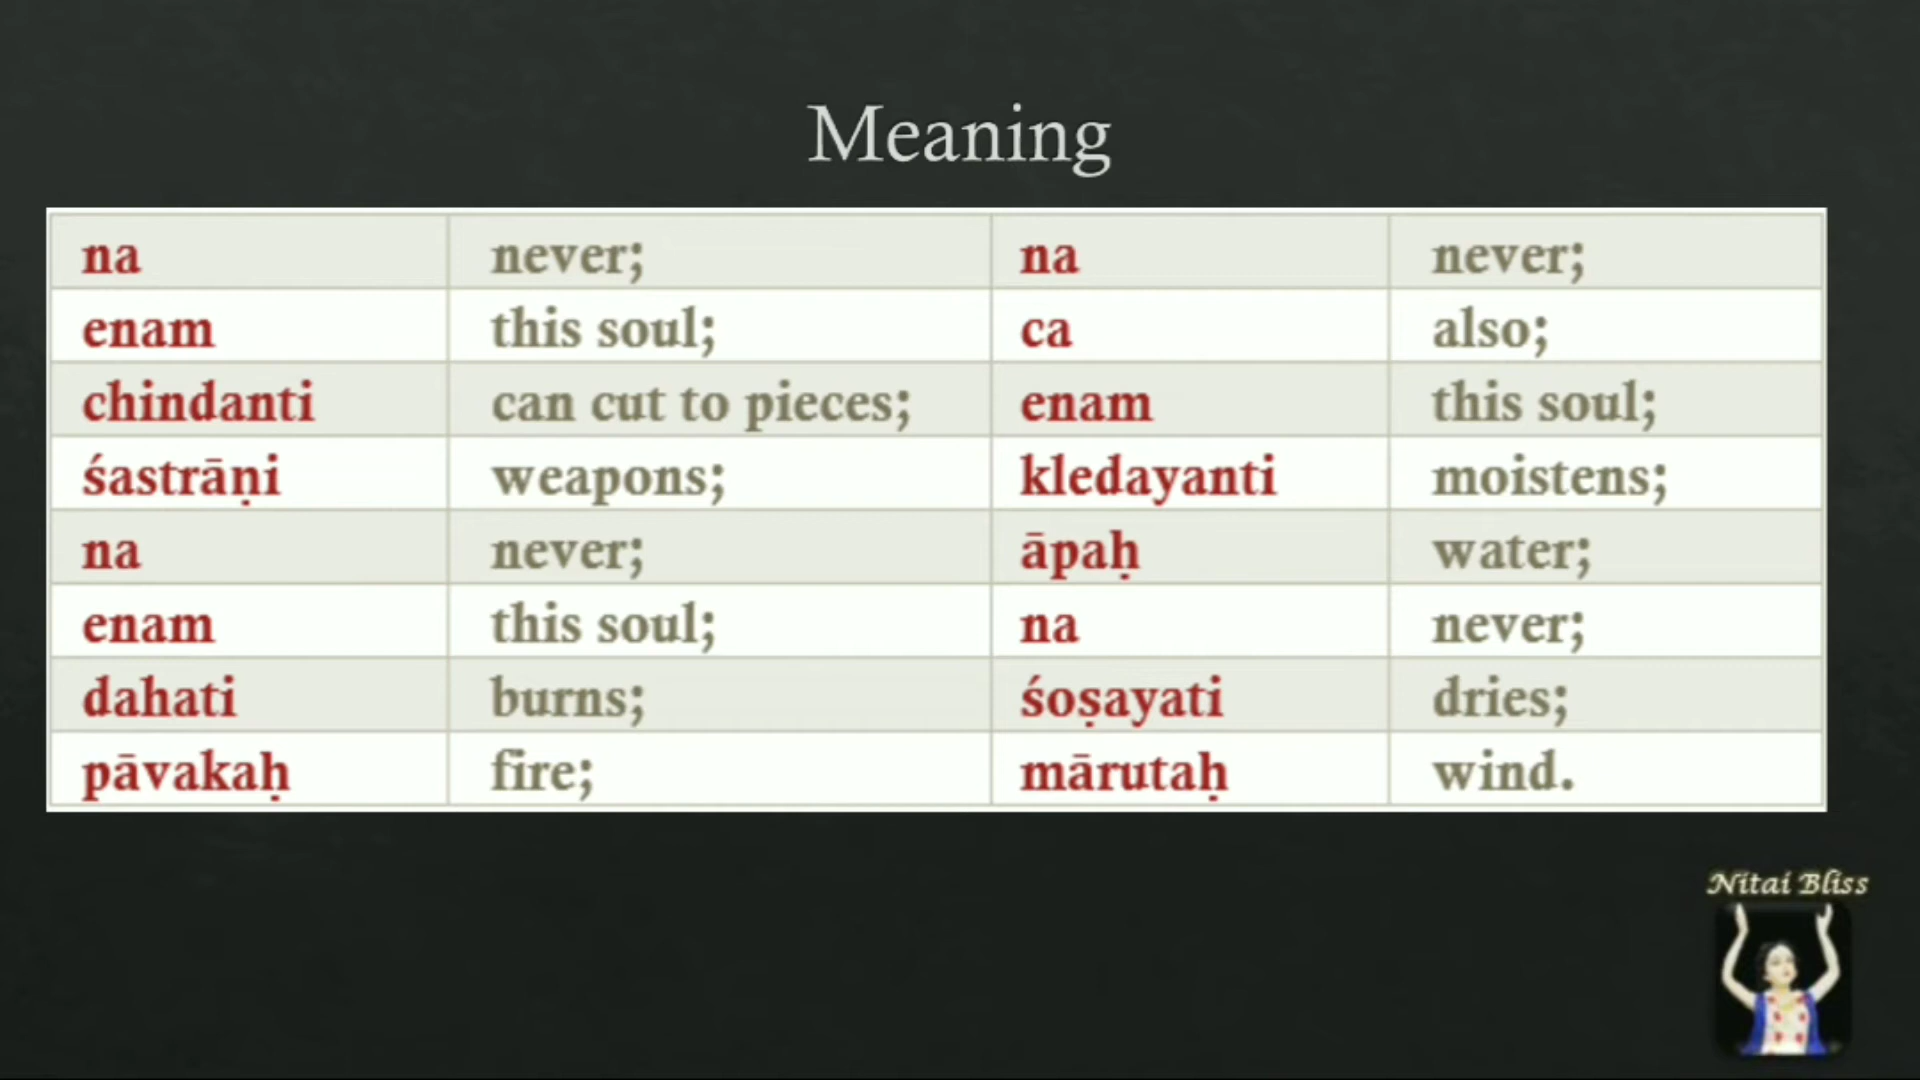 Meaning
na never; na never;
enam this soul; ca also;
chindanti can cut to pieces; enam this soul;
śastrāṇi weapons; kledayanti moistens;
na never; āpaḥ water;
enam this soul; na never;
dahati burns; śoṣayati dries;
pāvakaḥ fire; mārutaḥ wind.
Nitai Bliss